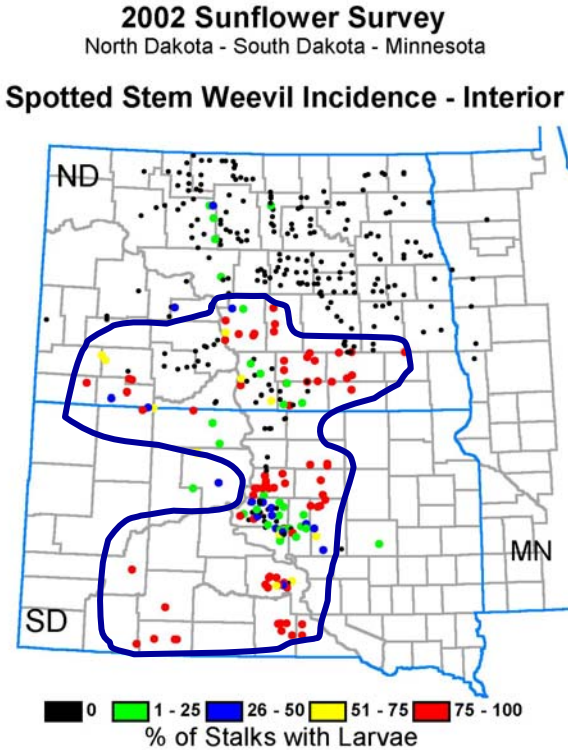 2002 Sunflower Survey
North Dakota - South Dakota - Minnesota
Spotted Stem Weevil Incidence - Interior
ND
MN
SD
0 1 - 25 26 - 50 51 - 75 75 - 100
% of Stalks with Larvae